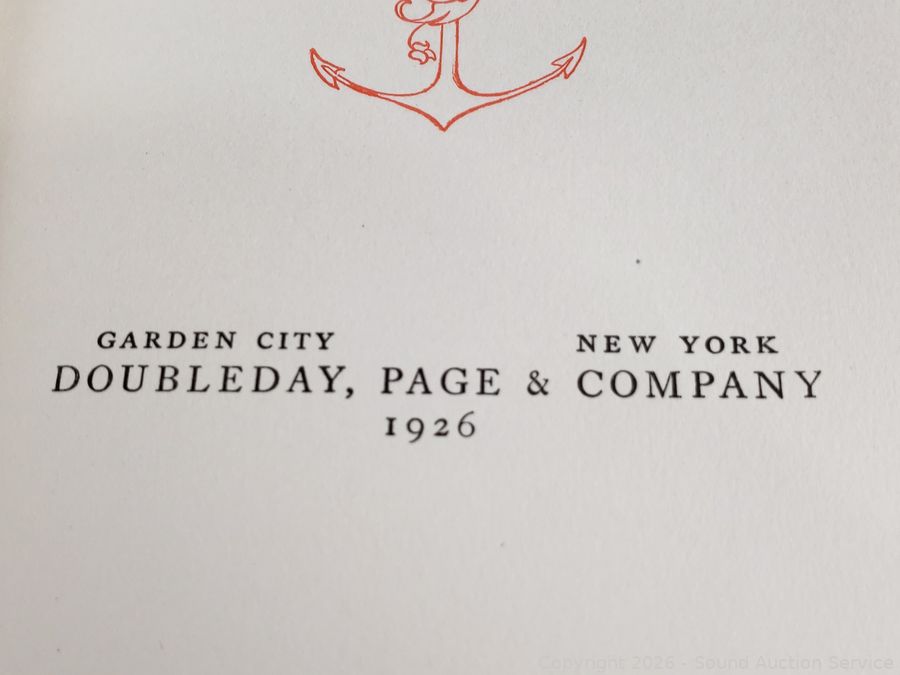 GARDEN CITY NEW YORK
DOUBLEDAY, PAGE & COMPANY
1926
Copyright 2026 - Sound Auction Service